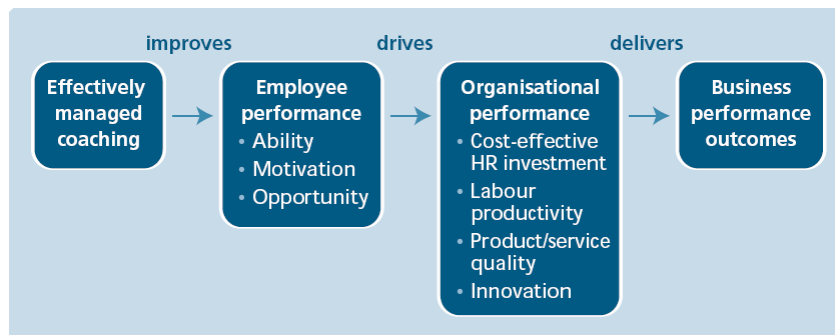 improves
drives
delivers
Effectively
managed
coaching
Employee
performance
• Ability
• Motivation
• Opportunity
Organisational
performance
• Cost-effective
HR investment
• Labour
productivity
• Product/service
quality
• Innovation
Business
performance
outcomes